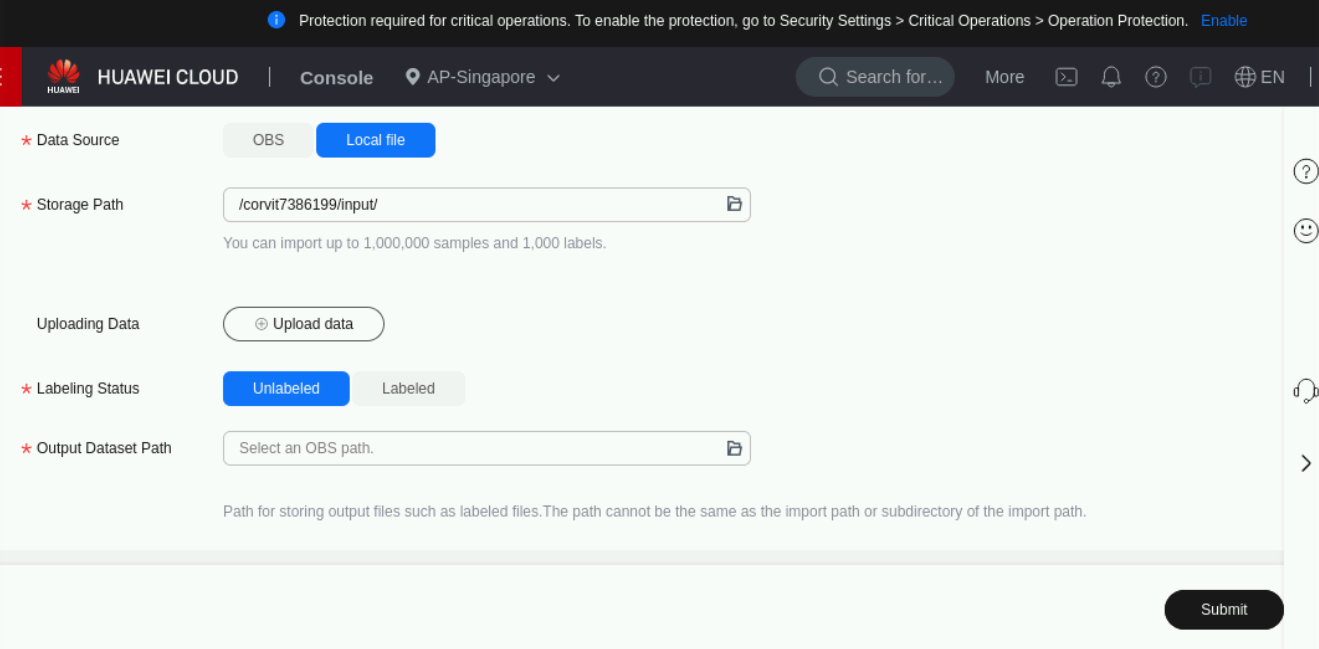 Protection required for critical operations. To enable the protection, go to Security Settings > Critical Operations > Operation Protection. Enable
HUAWEI HUAWEI CLOUD Console AP-Singapore Search for... More EN
* Data Source OBS Local file
* Storage Path /corvit7386199/input/
You can import up to 1,000,000 samples and 1,000 labels.
Uploading Data Upload data
* Labeling Status Unlabeled Labeled
* Output Dataset Path Select an OBS path.
Path for storing output files such as labeled files.The path cannot be the same as the import path or subdirectory of the import path.
Submit